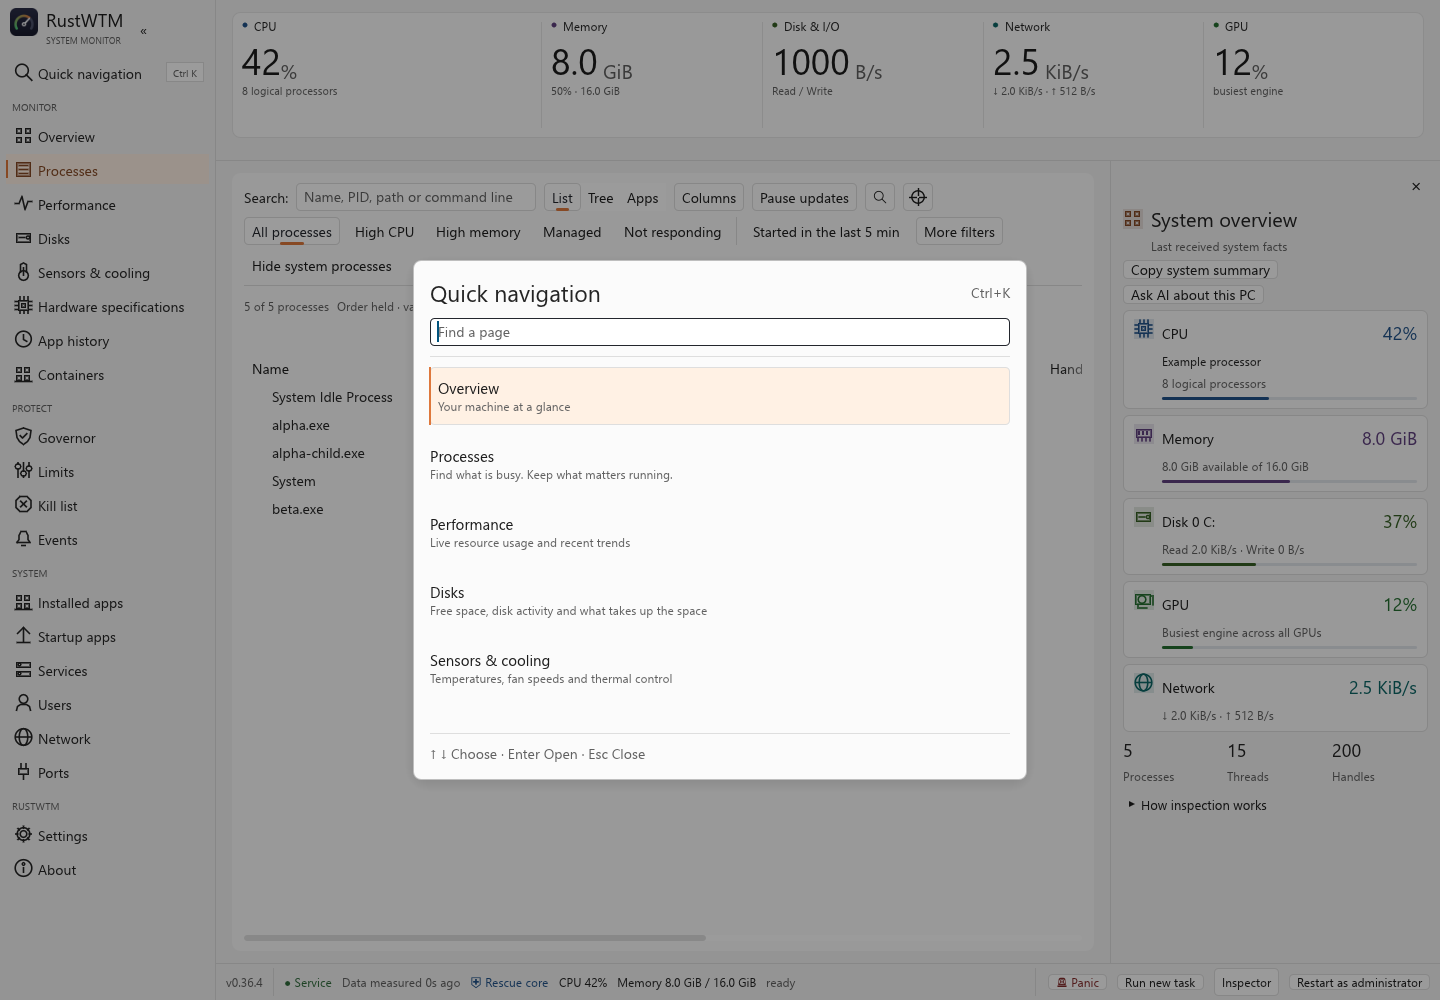 RustWTM
SYSTEM MONITOR
«
Quick navigation Ctrl K
MONITOR
Overview
Processes
Performance
Disks
Sensors & cooling
Hardware specifications
App history
Containers
PROTECT
Governor
Limits
Kill list
Events
SYSTEM
Installed apps
Startup apps
Services
Users
Network
Ports
RUSTWTM
Settings
About
CPU
42%
8 logical processors
Memory
8.0 GiB
50% · 16.0 GiB
Disk & I/O
1000 B/s
Read / Write
Network
2.5 KiB/s
↓ 2.0 KiB/s · ↑ 512 B/s
GPU
12%
busiest engine
Search: Name, PID, path or command line List Tree Apps Columns Pause updates
All processes High CPU High memory Managed Not responding Started in the last 5 min More filters
Hide system processes
5 of 5 processes Order held ·
Name Hand
System Idle Process
alpha.exe
alpha-child.exe
System
beta.exe
Quick navigation Ctrl+K
Find a page
Overview
Your machine at a glance
Processes
Find what is busy. Keep what matters running.
Performance
Live resource usage and recent trends
Disks
Free space, disk activity and what takes up the space
Sensors & cooling
Temperatures, fan speeds and thermal control
↑ ↓ Choose · Enter Open · Esc Close
×
System overview
Last received system facts
Copy system summary
Ask AI about this PC
CPU 42%
Example processor
8 logical processors
Memory 8.0 GiB
8.0 GiB available of 16.0 GiB
Disk 0 C: 37%
Read 2.0 KiB/s · Write 0 B/s
GPU 12%
Busiest engine across all GPUs
Network 2.5 KiB/s
↓ 2.0 KiB/s · ↑ 512 B/s
5 15 200
Processes Threads Handles
How inspection works
v0.36.4 Service Data measured 0s ago Rescue core CPU 42% Memory 8.0 GiB / 16.0 GiB ready Panic Run new task Inspector Restart as administrator